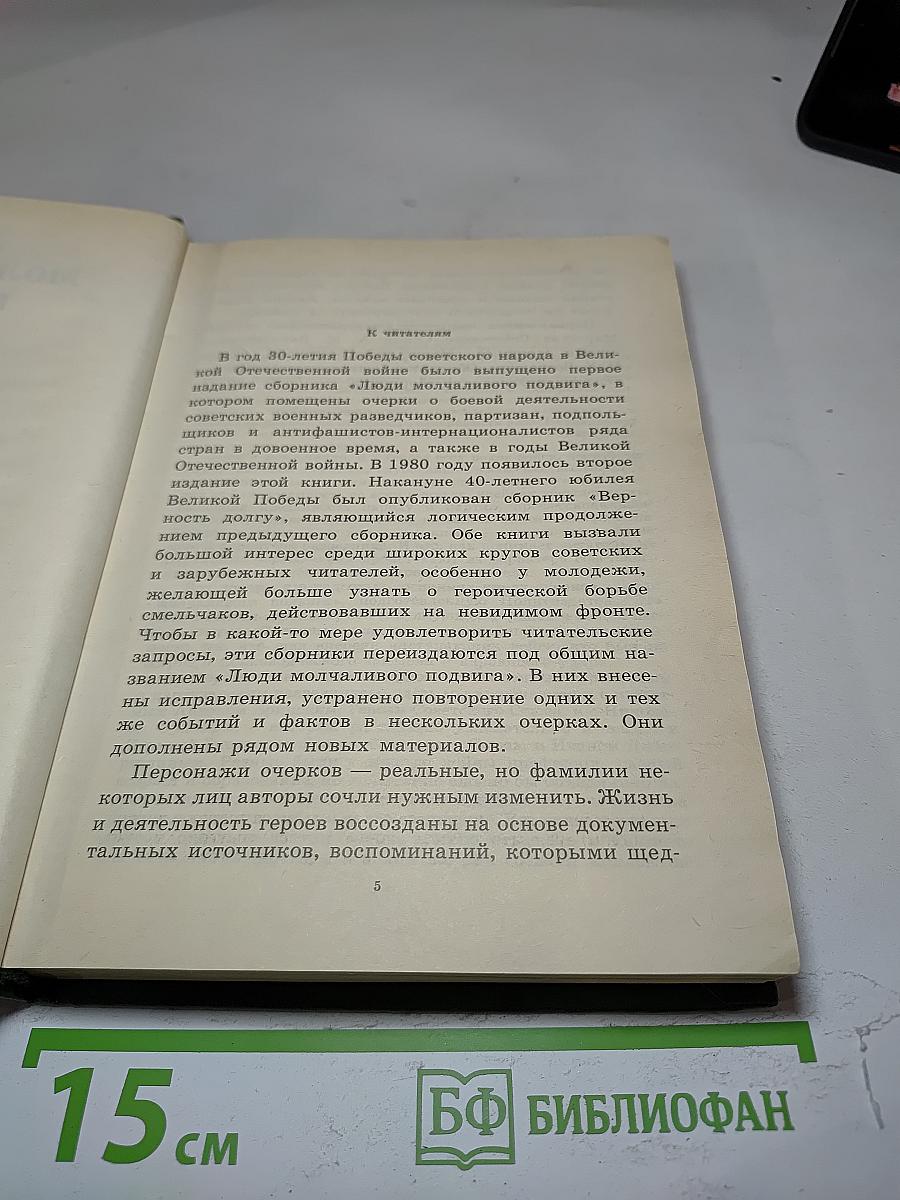 К читателям
В год 30-летия Победы советского народа в Вели-
кой Отечественной войне было выпущено первое
издание сборника «Люди молчаливого подвига», в
котором помещены очерки о боевой деятельности
советских военных разведчиков, партизан, подполь-
щиков и антифашистов-интернационалистов ряда
стран в довоенное время, а также в годы Великой
Отечественной войны. В 1980 году появилось второе
издание этой книги. Накануне 40-летнего юбилея
Великой Победы был опубликован сборник «Вер-
ность долгу», являющийся логическим продолже-
нием предыдущего сборника. Обе книги вызвали
большой интерес среди широких кругов советских
и зарубежных читателей, особенно у молодежи,
желающей больше узнать о героической борьбе
смельчаков, действовавших на невидимом фронте.
Чтобы в какой-то мере удовлетворить читательские
запросы, эти сборники переиздаются под общим на-
званием «Люди молчаливого подвига». В них внесе-
ны исправления, устранено повторение одних и тех
же событий и фактов в нескольких очерках. Они
дополнены рядом новых материалов.
Персонажи очерков — реальные, но фамилии не-
которых лиц авторы сочли нужным изменить. Жизнь
и деятельность героев воссозданы на основе докумен-
тальных источников, воспоминаний, которыми щед-
5
15 см
БФ БИБЛИОФАН